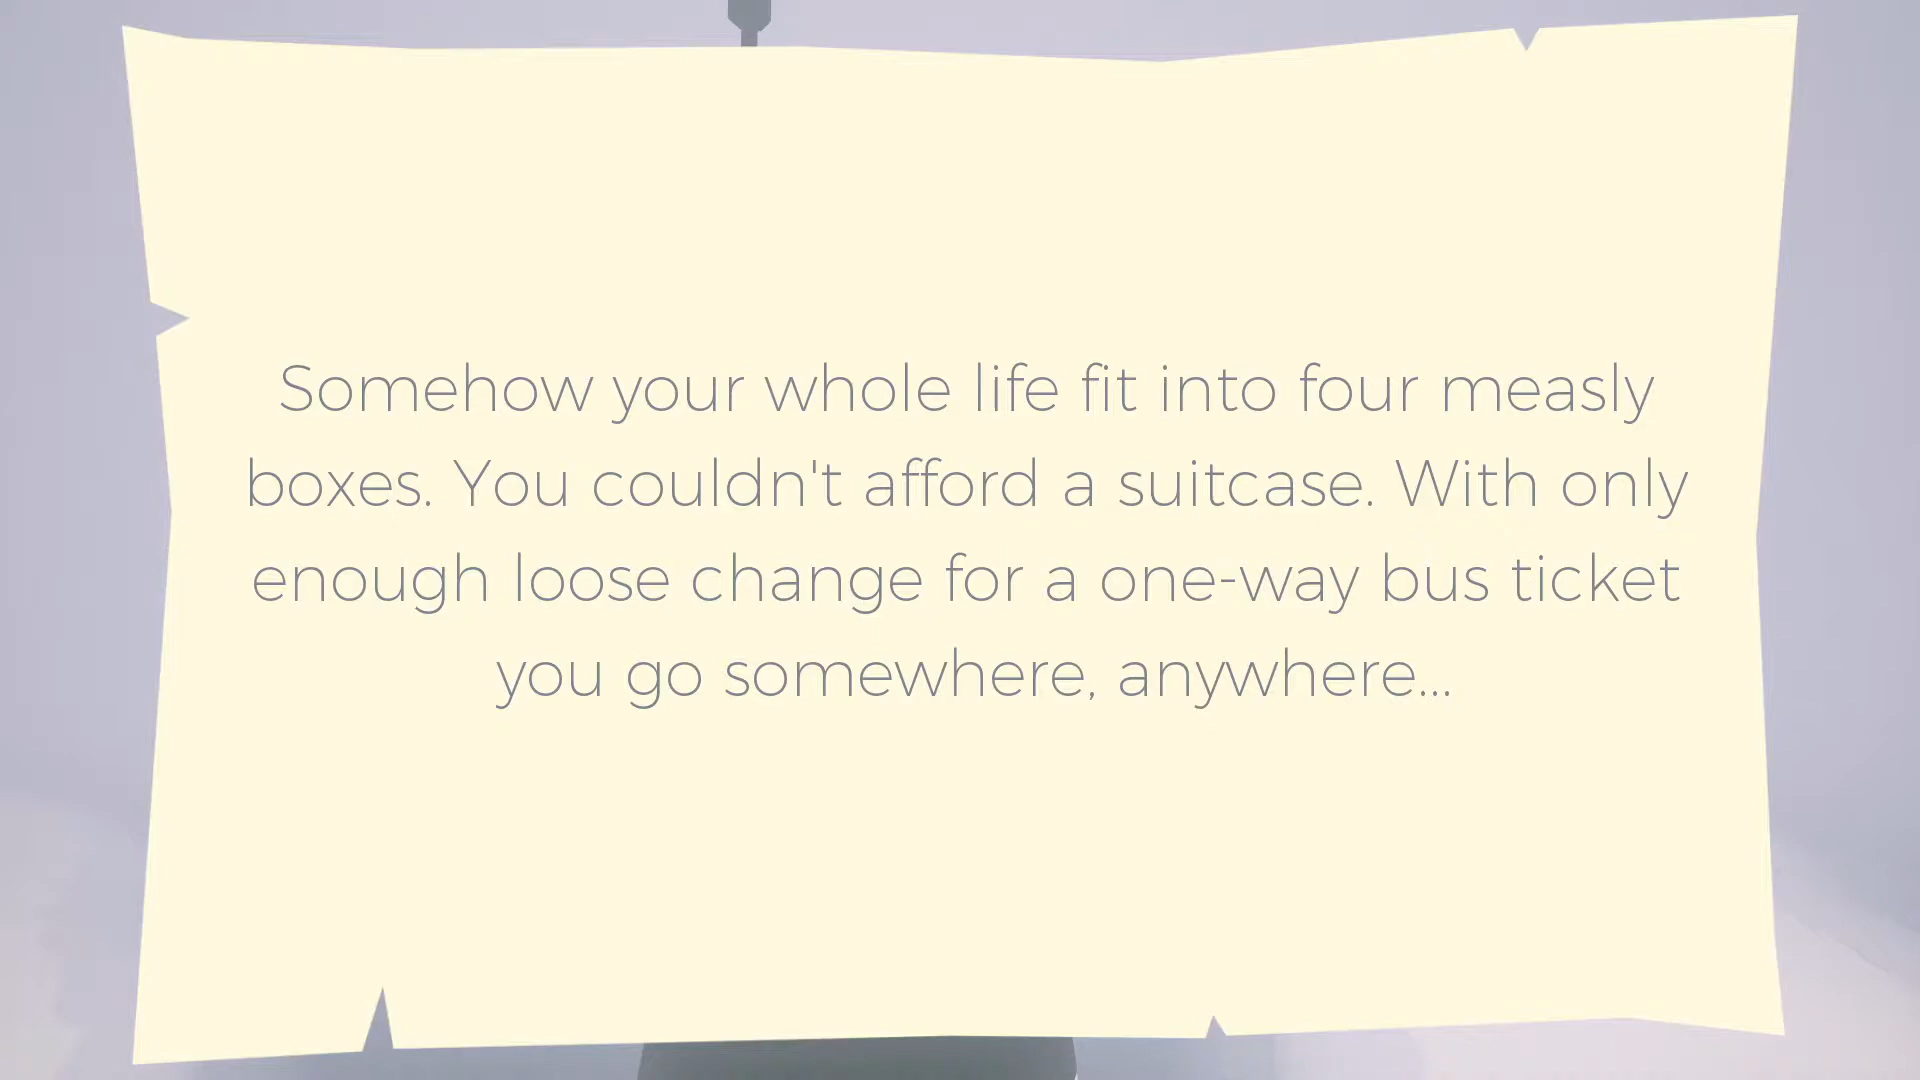 Somehow your whole life fit into four measly
boxes. You couldn't afford a suitcase. With only
enough loose change for a one-way bus ticket
you go somewhere, anywhere...